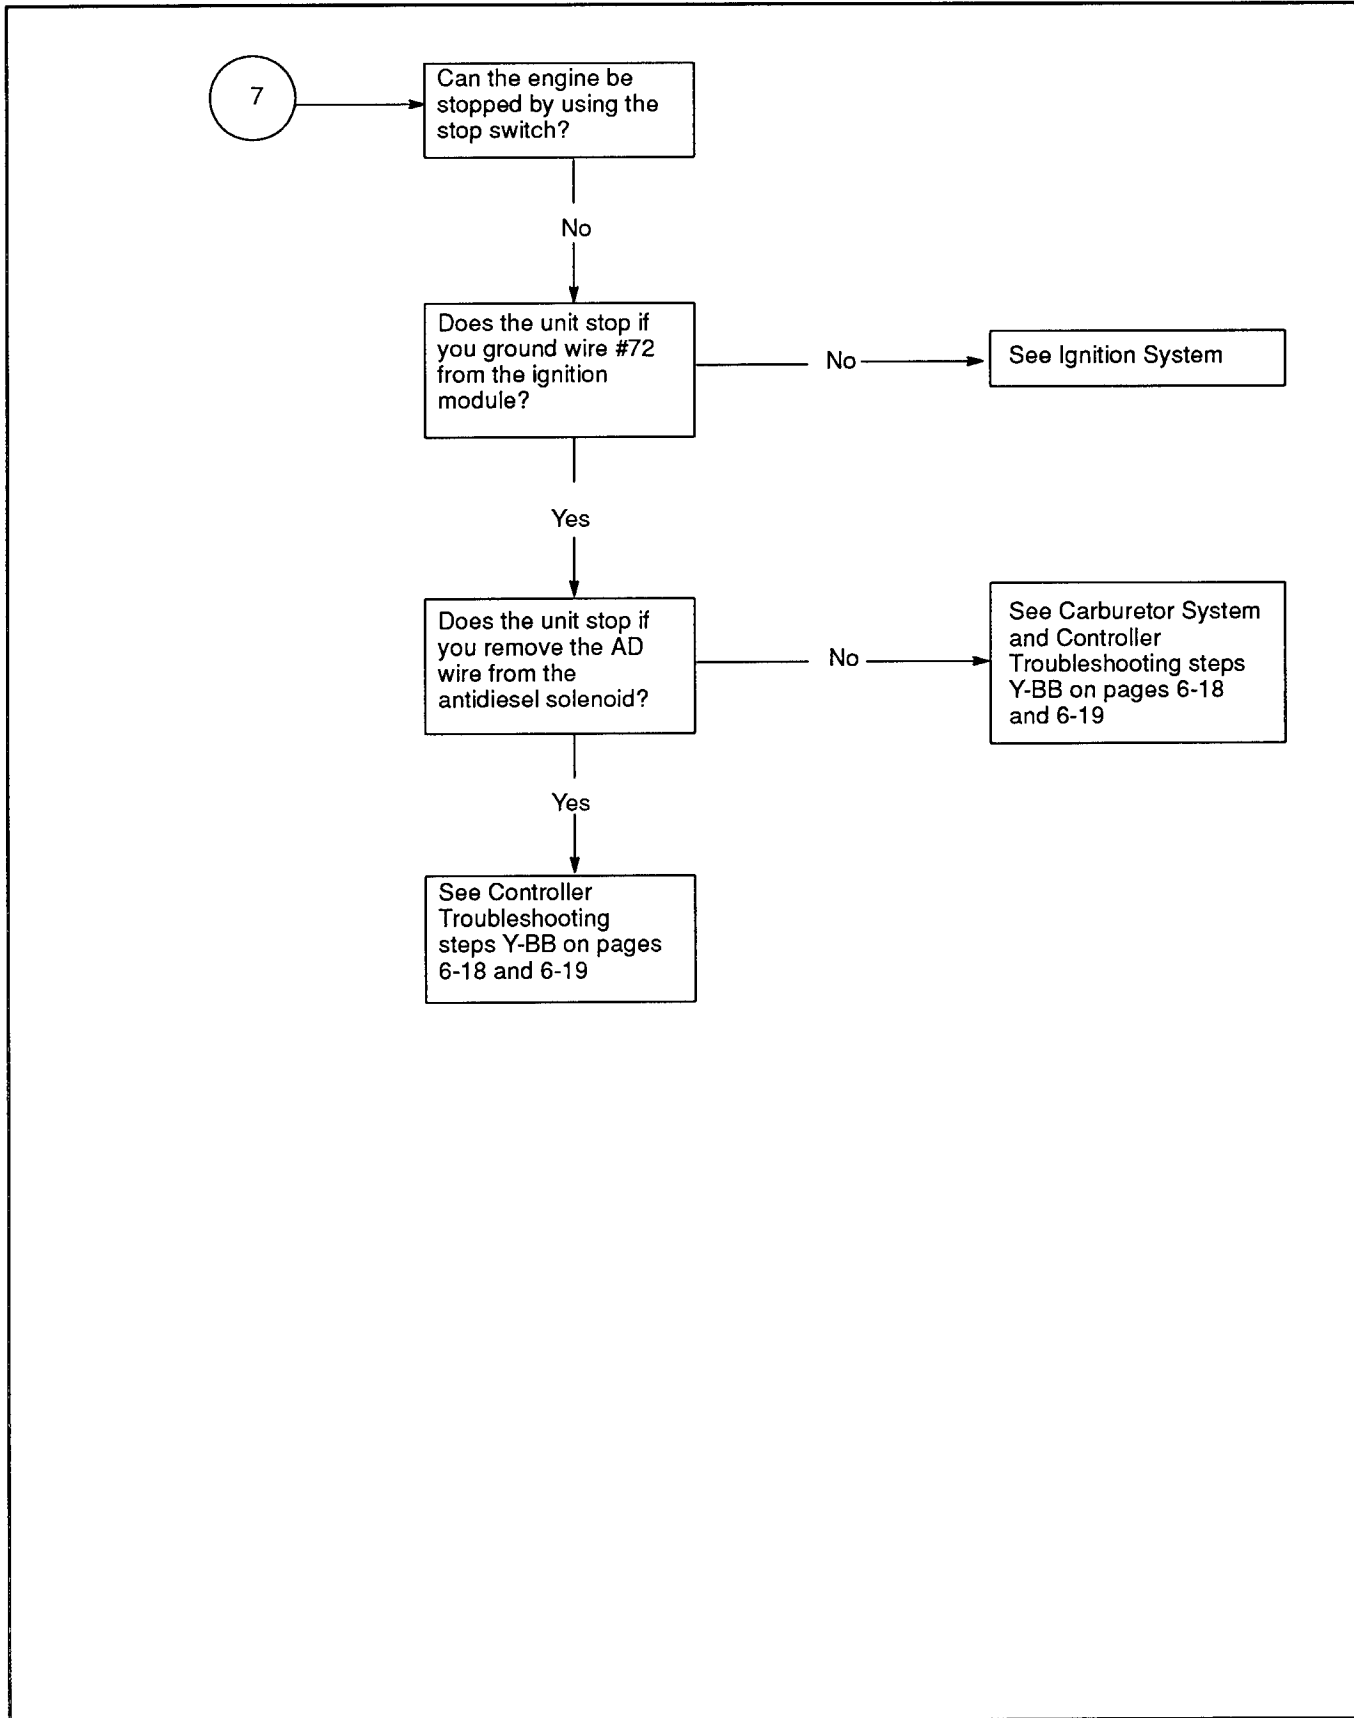 7
Can the engine be
stopped by using the
stop switch?
No
Does the unit stop if
you ground wire #72
from the ignition
module?
No
See Ignition System
Yes
Does the unit stop if
you remove the AD
wire from the
antidiesel solenoid?
No
See Carburetor System
and Controller
Troubleshooting steps
Y-BB on pages 6-18
and 6-19
Yes
See Controller
Troubleshooting
steps Y-BB on pages
6-18 and 6-19